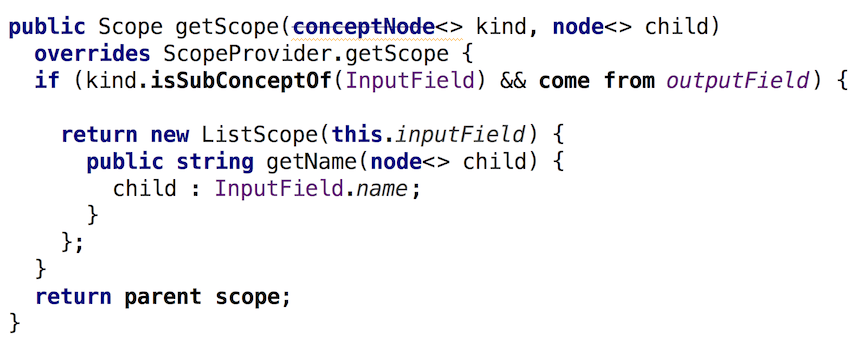 public Scope getScope(conceptNode<> kind, node<> child)
overrides ScopeProvider.getScope {
if (kind.isSubConceptOf(InputField) && come from outputField) {
return new ListScope(this.inputField) {
public string getName(node<> child) {
child : InputField.name;
}
};
}
return parent scope;
}